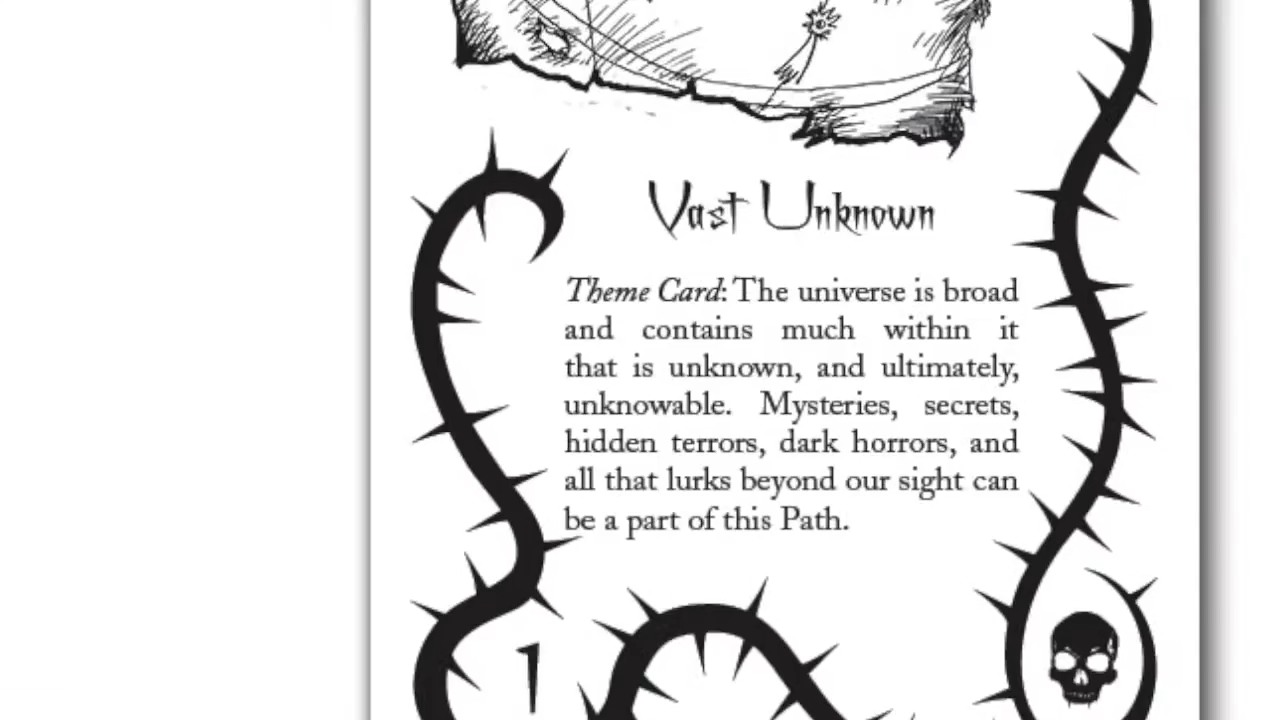 Vast Unknown
Theme Card: The universe is broad
and contains much within it
that is unknown, and ultimately,
unknowable. Mysteries, secrets,
hidden terrors, dark horrors, and
all that lurks beyond our sight can
be a part of this Path.
1